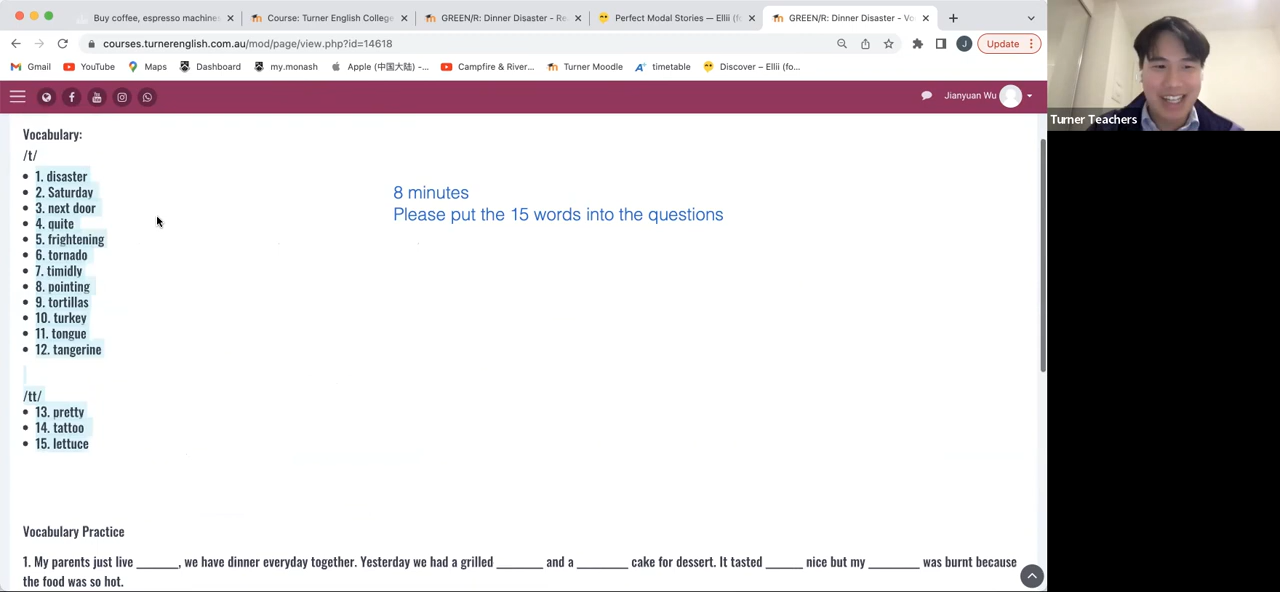 Buy coffee, espresso machines
Course: Turner English College
GREEN/R: Dinner Disaster - Re
Perfect Modal Stories — Ellii (fo
GREEN/R: Dinner Disaster - Vo
courses.turnerenglish.com.au/mod/page/view.php?id=14618
J
Update
Gmail
YouTube
Maps
Dashboard
my.monash
Apple (中国大陆) -...
Campfire & River...
Turner Moodle
timetable
Discover – Ellii (fo...
Jianyuan Wu
Turner Teachers
Vocabulary:
/t/
1. disaster
2. Saturday
3. next door
4. quite
5. frightening
6. tornado
7. timidly
8. pointing
9. tortillas
10. turkey
11. tongue
12. tangerine
8 minutes
Please put the 15 words into the questions
/tt/
13. pretty
14. tattoo
15. lettuce
Vocabulary Practice
1. My parents just live _______, we have dinner everyday together. Yesterday we had a grilled ________ and a _________ cake for dessert. It tasted ______ nice but my _________ was burnt because
the food was so hot.